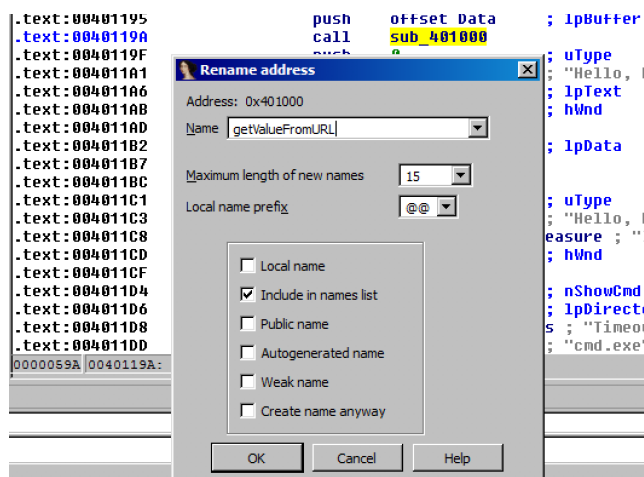 .text:00401195 push offset Data ; lpBuffer
.text:0040119A call sub_401000
.text:0040119F push 0 ; uType
.text:004011A1 ; "Hello,
.text:004011A6 ; lpText
.text:004011AB ; hWnd
.text:004011AD
.text:004011B2 ; lpData
.text:004011B7
.text:004011BC
.text:004011C1 ; uType
.text:004011C3 ; "Hello,
.text:004011C8 easure ; "
.text:004011CD ; hWnd
.text:004011CF
.text:004011D4 ; nShowCmd
.text:004011D6 ; lpDirect
.text:004011D8 s ; "Timeo
.text:004011DD ; "cmd.exe"
0000059A 0040119A:
Rename address
Address: 0x401000
Name getValueFromURL
Maximum length of new names 15
Local name prefix @@
Local name
Include in names list
Public name
Autogenerated name
Weak name
Create name anyway
OK Cancel Help